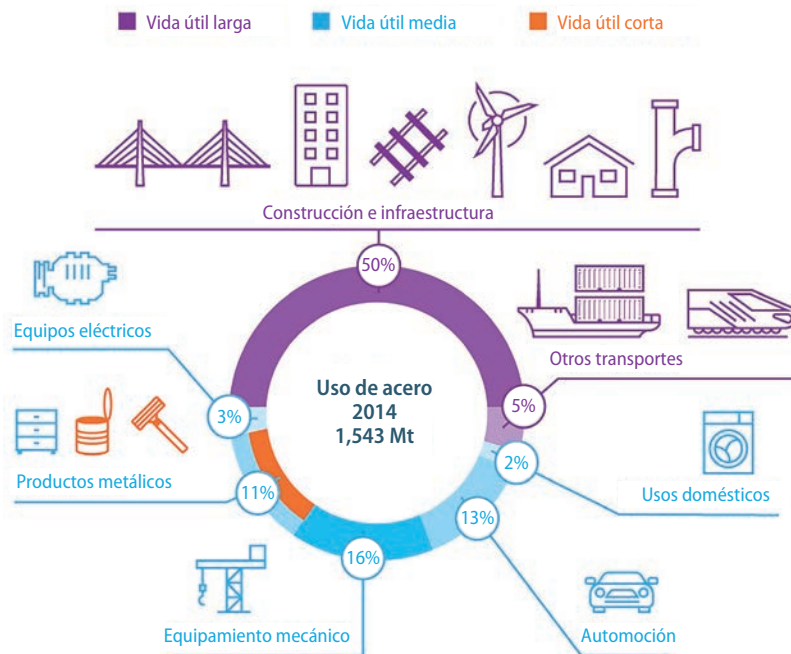 Vida útil larga
Vida útil media
Vida útil corta
Construcción e infraestructura
50%
Equipos eléctricos
Otros transportes
Uso de acero
2014
1,543 Mt
3%
5%
2%
Productos metálicos
11%
Usos domésticos
13%
16%
Equipamiento mecánico
Automoción